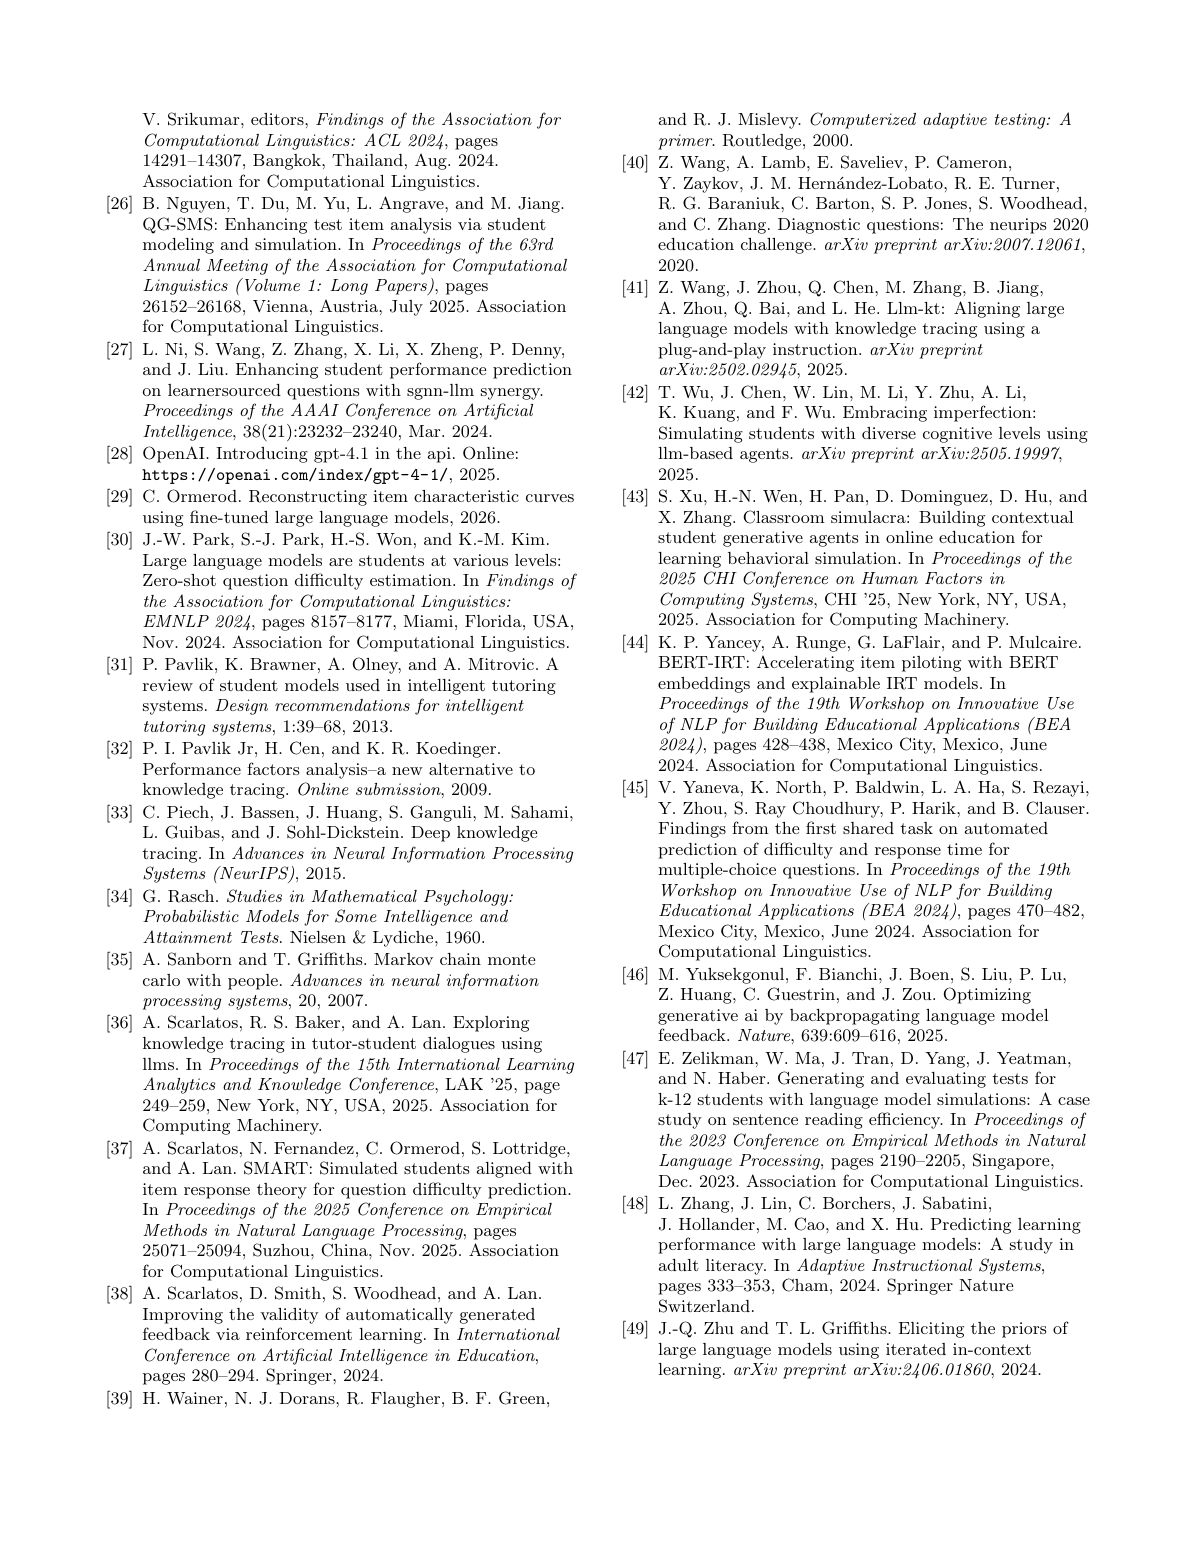 V. Srikumar, editors, Findings of the Association for
Computational Linguistics: ACL 2024, pages
14291–14307, Bangkok, Thailand, Aug. 2024.
Association for Computational Linguistics.
[26] B. Nguyen, T. Du, M. Yu, L. Angrave, and M. Jiang.
QG-SMS: Enhancing test item analysis via student
modeling and simulation. In Proceedings of the 63rd
Annual Meeting of the Association for Computational
Linguistics (Volume 1: Long Papers), pages
26152–26168, Vienna, Austria, July 2025. Association
for Computational Linguistics.
[27] L. Ni, S. Wang, Z. Zhang, X. Li, X. Zheng, P. Denny,
and J. Liu. Enhancing student performance prediction
on learnersourced questions with sgnn-llm synergy.
Proceedings of the AAAI Conference on Artificial
Intelligence, 38(21):23232–23240, Mar. 2024.
[28] OpenAI. Introducing gpt-4.1 in the api. Online:
https://openai.com/index/gpt-4-1/, 2025.
[29] C. Ormerod. Reconstructing item characteristic curves
using fine-tuned large language models, 2026.
[30] J.-W. Park, S.-J. Park, H.-S. Won, and K.-M. Kim.
Large language models are students at various levels:
Zero-shot question difficulty estimation. In Findings of
the Association for Computational Linguistics:
EMNLP 2024, pages 8157–8177, Miami, Florida, USA,
Nov. 2024. Association for Computational Linguistics.
[31] P. Pavlik, K. Brawner, A. Olney, and A. Mitrovic. A
review of student models used in intelligent tutoring
systems. Design recommendations for intelligent
tutoring systems, 1:39–68, 2013.
[32] P. I. Pavlik Jr, H. Cen, and K. R. Koedinger.
Performance factors analysis–a new alternative to
knowledge tracing. Online submission, 2009.
[33] C. Piech, J. Bassen, J. Huang, S. Ganguli, M. Sahami,
L. Guibas, and J. Sohl-Dickstein. Deep knowledge
tracing. In Advances in Neural Information Processing
Systems (NeurIPS), 2015.
[34] G. Rasch. Studies in Mathematical Psychology:
Probabilistic Models for Some Intelligence and
Attainment Tests. Nielsen & Lydiche, 1960.
[35] A. Sanborn and T. Griffiths. Markov chain monte
carlo with people. Advances in neural information
processing systems, 20, 2007.
[36] A. Scarlatos, R. S. Baker, and A. Lan. Exploring
knowledge tracing in tutor-student dialogues using
llms. In Proceedings of the 15th International Learning
Analytics and Knowledge Conference, LAK ’25, page
249–259, New York, NY, USA, 2025. Association for
Computing Machinery.
[37] A. Scarlatos, N. Fernandez, C. Ormerod, S. Lottridge,
and A. Lan. SMART: Simulated students aligned with
item response theory for question difficulty prediction.
In Proceedings of the 2025 Conference on Empirical
Methods in Natural Language Processing, pages
25071–25094, Suzhou, China, Nov. 2025. Association
for Computational Linguistics.
[38] A. Scarlatos, D. Smith, S. Woodhead, and A. Lan.
Improving the validity of automatically generated
feedback via reinforcement learning. In International
Conference on Artificial Intelligence in Education,
pages 280–294. Springer, 2024.
[39] H. Wainer, N. J. Dorans, R. Flaugher, B. F. Green,
and R. J. Mislevy. Computerized adaptive testing: A
primer. Routledge, 2000.
[40] Z. Wang, A. Lamb, E. Saveliev, P. Cameron,
Y. Zaykov, J. M. Hernández-Lobato, R. E. Turner,
R. G. Baraniuk, C. Barton, S. P. Jones, S. Woodhead,
and C. Zhang. Diagnostic questions: The neurips 2020
education challenge. arXiv preprint arXiv:2007.12061,
2020.
[41] Z. Wang, J. Zhou, Q. Chen, M. Zhang, B. Jiang,
A. Zhou, Q. Bai, and L. He. Llm-kt: Aligning large
language models with knowledge tracing using a
plug-and-play instruction. arXiv preprint
arXiv:2502.02945, 2025.
[42] T. Wu, J. Chen, W. Lin, M. Li, Y. Zhu, A. Li,
K. Kuang, and F. Wu. Embracing imperfection:
Simulating students with diverse cognitive levels using
llm-based agents. arXiv preprint arXiv:2505.19997,
2025.
[43] S. Xu, H.-N. Wen, H. Pan, D. Dominguez, D. Hu, and
X. Zhang. Classroom simulacra: Building contextual
student generative agents in online education for
learning behavioral simulation. In Proceedings of the
2025 CHI Conference on Human Factors in
Computing Systems, CHI ’25, New York, NY, USA,
2025. Association for Computing Machinery.
[44] K. P. Yancey, A. Runge, G. LaFlair, and P. Mulcaire.
BERT-IRT: Accelerating item piloting with BERT
embeddings and explainable IRT models. In
Proceedings of the 19th Workshop on Innovative Use
of NLP for Building Educational Applications (BEA
2024), pages 428–438, Mexico City, Mexico, June
2024. Association for Computational Linguistics.
[45] V. Yaneva, K. North, P. Baldwin, L. A. Ha, S. Rezayi,
Y. Zhou, S. Ray Choudhury, P. Harik, and B. Clauser.
Findings from the first shared task on automated
prediction of difficulty and response time for
multiple-choice questions. In Proceedings of the 19th
Workshop on Innovative Use of NLP for Building
Educational Applications (BEA 2024), pages 470–482,
Mexico City, Mexico, June 2024. Association for
Computational Linguistics.
[46] M. Yuksekgonul, F. Bianchi, J. Boen, S. Liu, P. Lu,
Z. Huang, C. Guestrin, and J. Zou. Optimizing
generative ai by backpropagating language model
feedback. Nature, 639:609–616, 2025.
[47] E. Zelikman, W. Ma, J. Tran, D. Yang, J. Yeatman,
and N. Haber. Generating and evaluating tests for
k-12 students with language model simulations: A case
study on sentence reading efficiency. In Proceedings of
the 2023 Conference on Empirical Methods in Natural
Language Processing, pages 2190–2205, Singapore,
Dec. 2023. Association for Computational Linguistics.
[48] L. Zhang, J. Lin, C. Borchers, J. Sabatini,
J. Hollander, M. Cao, and X. Hu. Predicting learning
performance with large language models: A study in
adult literacy. In Adaptive Instructional Systems,
pages 333–353, Cham, 2024. Springer Nature
Switzerland.
[49] J.-Q. Zhu and T. L. Griffiths. Eliciting the priors of
large language models using iterated in-context
learning. arXiv preprint arXiv:2406.01860, 2024.